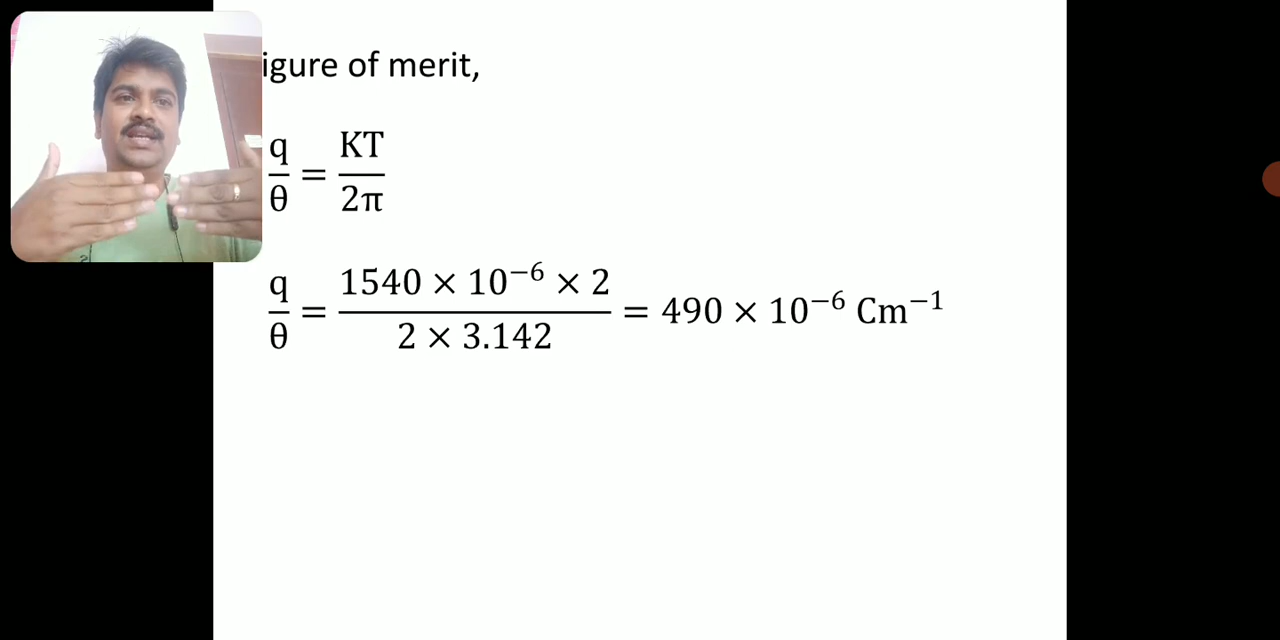 igure of merit,
q/θ = KT/2π
q/θ = 1540 × 10⁻⁶ × 2 / 2 × 3.142 = 490 × 10⁻⁶ Cm⁻¹